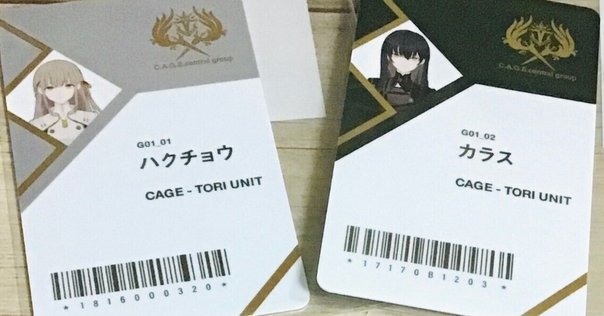 C.A.G.E.central group
G01_01
ハクチョウ
CAGE - TORI UNIT
*1816000320*
C.A.G.E.central group
G01_02
カラス
CAGE - TORI UNIT
*17170B1203*